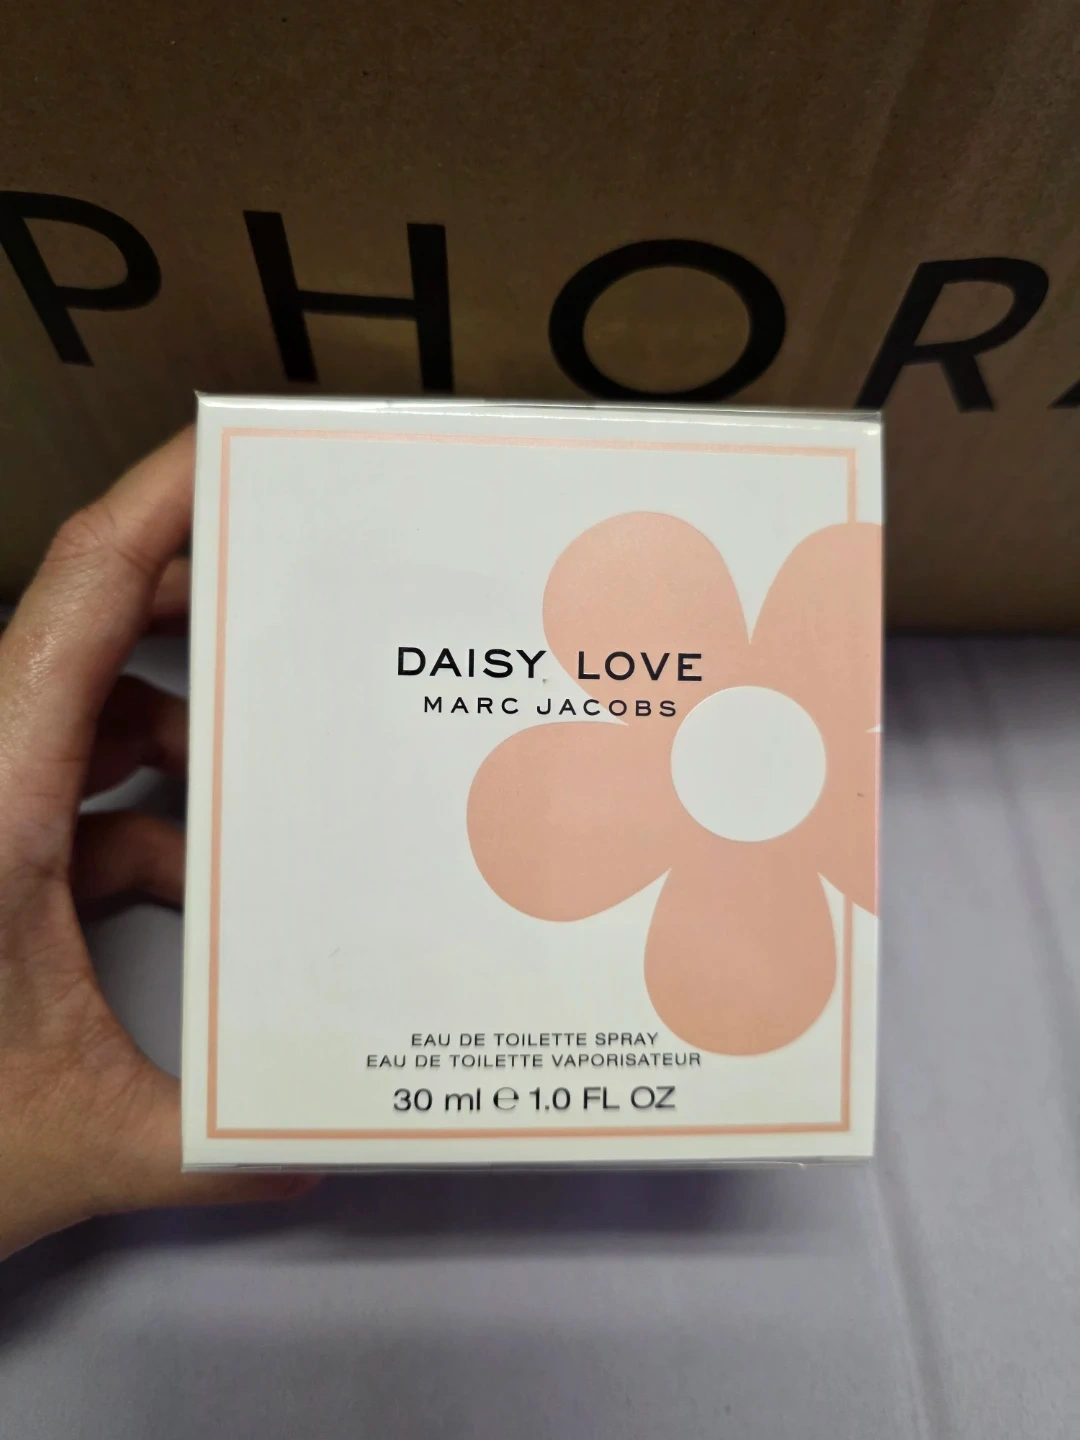 PHORA
DAISY LOVE
MARC JACOBS
EAU DE TOILETTE SPRAY
EAU DE TOILETTE VAPORISATEUR
30 ml ℮ 1.0 FL OZ